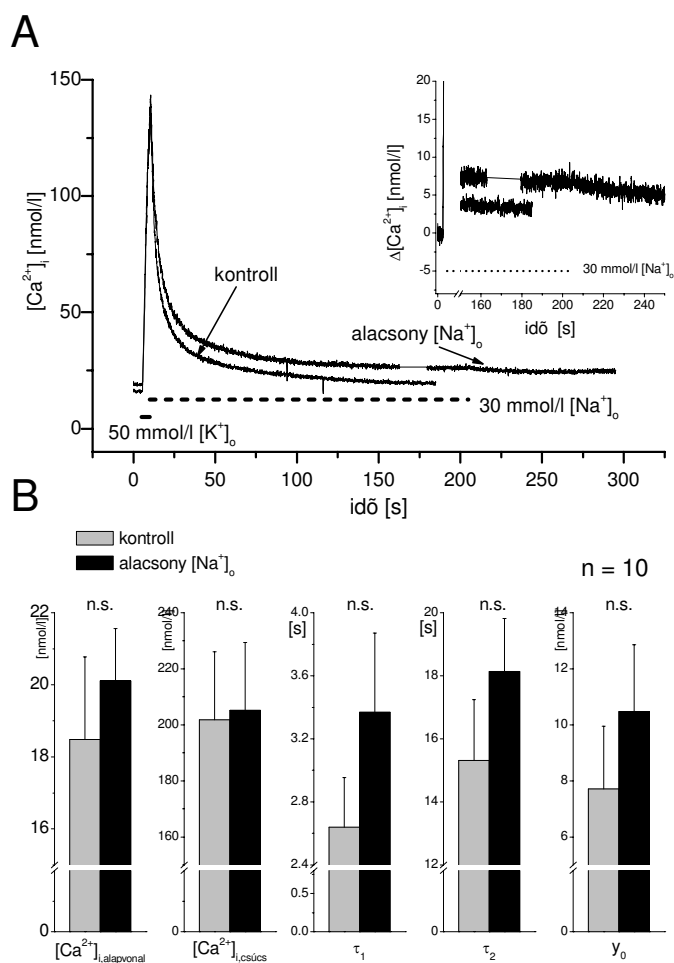 A
150
100
50
0
[Ca²⁺]ᵢ [nmol/l]
kontroll
alacsony [Na⁺]ₒ
30 mmol/l [Na⁺]ₒ
50 mmol/l [K⁺]ₒ
0 50 100 150 200 250 300
idõ [s]
20
15
10
5
0
-5
Δ[Ca²⁺]ᵢ [nmol/l]
30 mmol/l [Na⁺]ₒ
0 160 180 200 220 240
idõ [s]
B
kontroll
alacsony [Na⁺]ₒ
n = 10
n.s. n.s. n.s. n.s. n.s.
[nmol/l] [nmol/l] [s] [s] [nmol/l]
22 240 4.0 20 14
20 220 3.6 18 12
18 200 3.2 16 10
16 180 2.8 14 8
0 160 2.4 12 6
0 0.5 0 0
0.0
[Ca²⁺]i,alapvonal [Ca²⁺]i,csúcs τ₁ τ₂ y₀